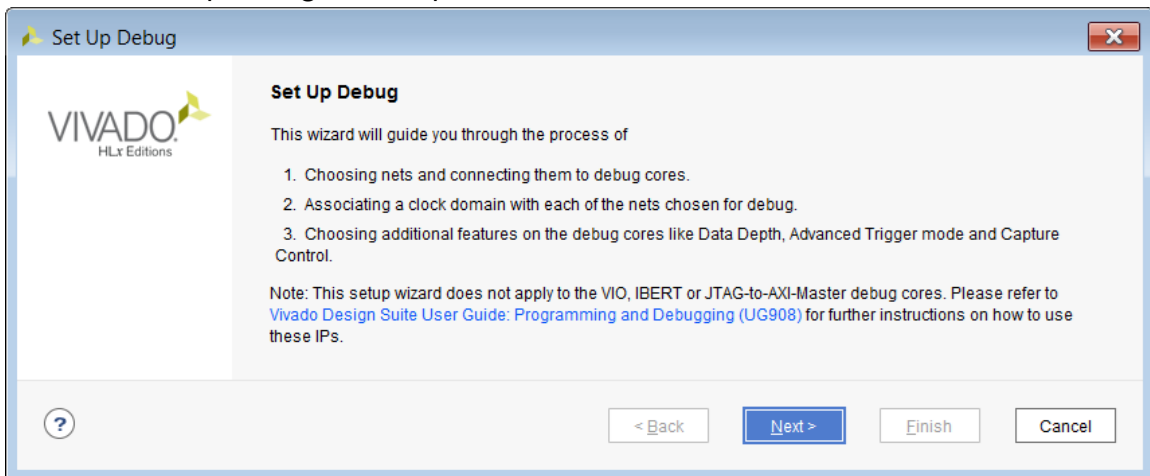 Set Up Debug
VIVADO.
HLx Editions
Set Up Debug
This wizard will guide you through the process of
1. Choosing nets and connecting them to debug cores.
2. Associating a clock domain with each of the nets chosen for debug.
3. Choosing additional features on the debug cores like Data Depth, Advanced Trigger mode and Capture
Control.
Note: This setup wizard does not apply to the VIO, IBERT or JTAG-to-AXI-Master debug cores. Please refer to
Vivado Design Suite User Guide: Programming and Debugging (UG908) for further instructions on how to use
these IPs.
?
< Back
Next >
Finish
Cancel